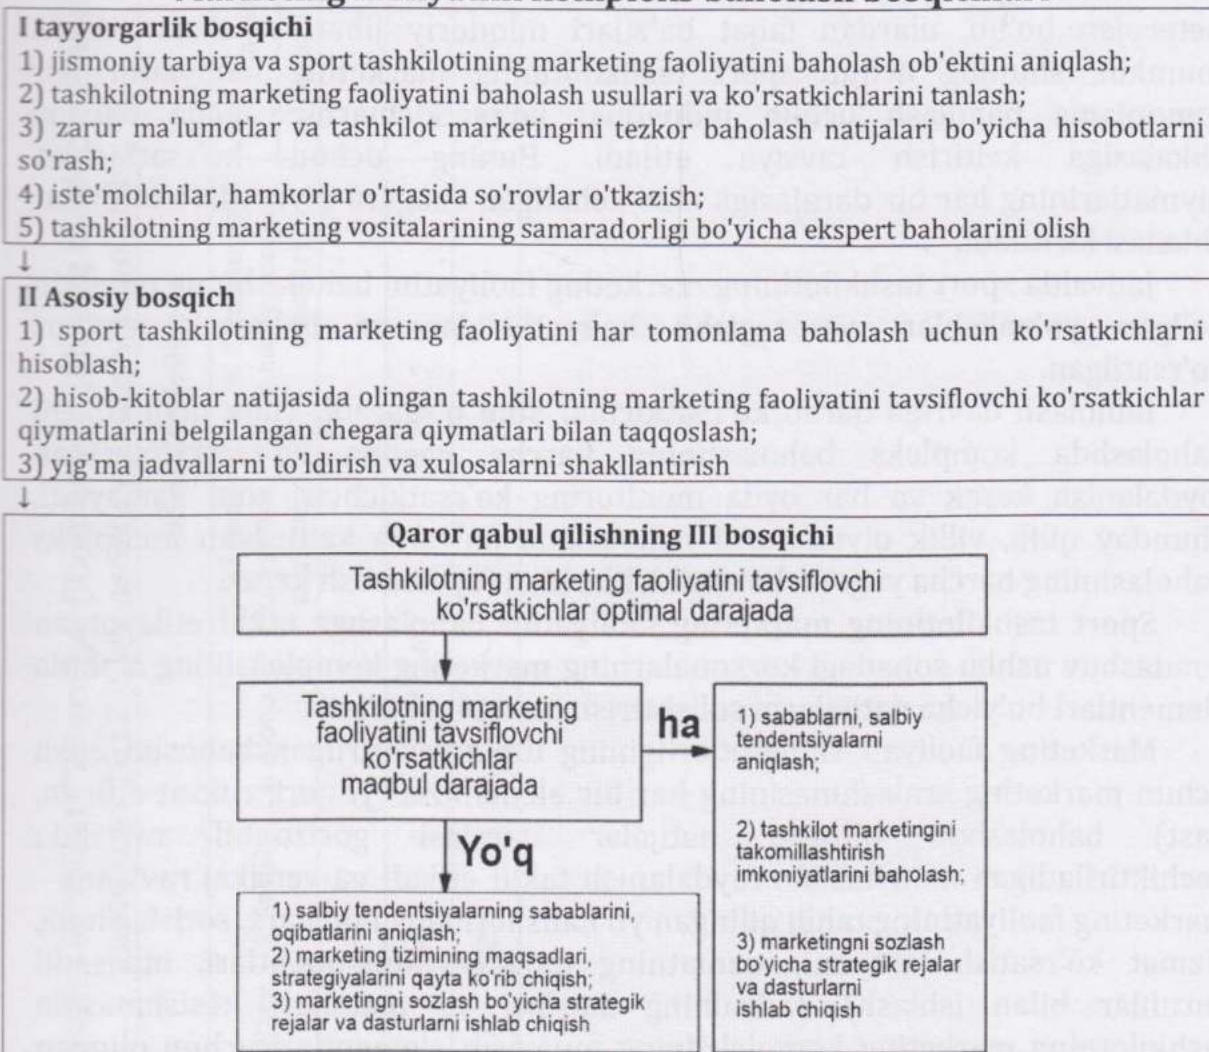 I tayyorgarlik bosqichi
1) jismoniy tarbiya va sport tashkilotining marketing faoliyatini baholash ob'ektini aniqlash;
2) tashkilotning marketing faoliyatini baholash usullari va ko'rsatkichlarini tanlash;
3) zarur ma'lumotlar va tashkilot marketingini tezkor baholash natijalari bo'yicha hisobotlarni
so'rash;
4) iste'molchilar, hamkorlar o'rtasida so'rovlar o'tkazish;
5) tashkilotning marketing vositalarining samaradorligi bo'yicha ekspert baholarini olish
↓
II Asosiy bosqich
1) sport tashkilotining marketing faoliyatini har tomonlama baholash uchun ko'rsatkichlarni
hisoblash;
2) hisob-kitoblar natijasida olingan tashkilotning marketing faoliyatini tavsiflovchi ko'rsatkichlar
qiymatlarini belgilangan chegara qiymatlari bilan taqqoslash;
3) yig'ma jadvallarni to'ldirish va xulosalarni shakllantirish
↓
Qaror qabul qilishning III bosqichi
Tashkilotning marketing faoliyatini tavsiflovchi
ko'rsatkichlar optimal darajada
Tashkilotning marketing
faoliyatini tavsiflovchi
ko'rsatkichlar
maqbul darajada
ha
1) sabablarni, salbiy
tendentsiyalarni
aniqlash;
2) tashkilot marketingini
takomillashtirish
imkoniyatlarini baholash;
3) marketingni sozlash
bo'yicha strategik rejalar
va dasturlarni
ishlab chiqish
Yo'q
1) salbiy tendentsiyalarning sabablarini,
oqibatlarini aniqlash;
2) marketing tizimining maqsadlari,
strategiyalarini qayta ko'rib chiqish;
3) marketingni sozlash bo'yicha strategik
rejalar va dasturlarni ishlab chiqish